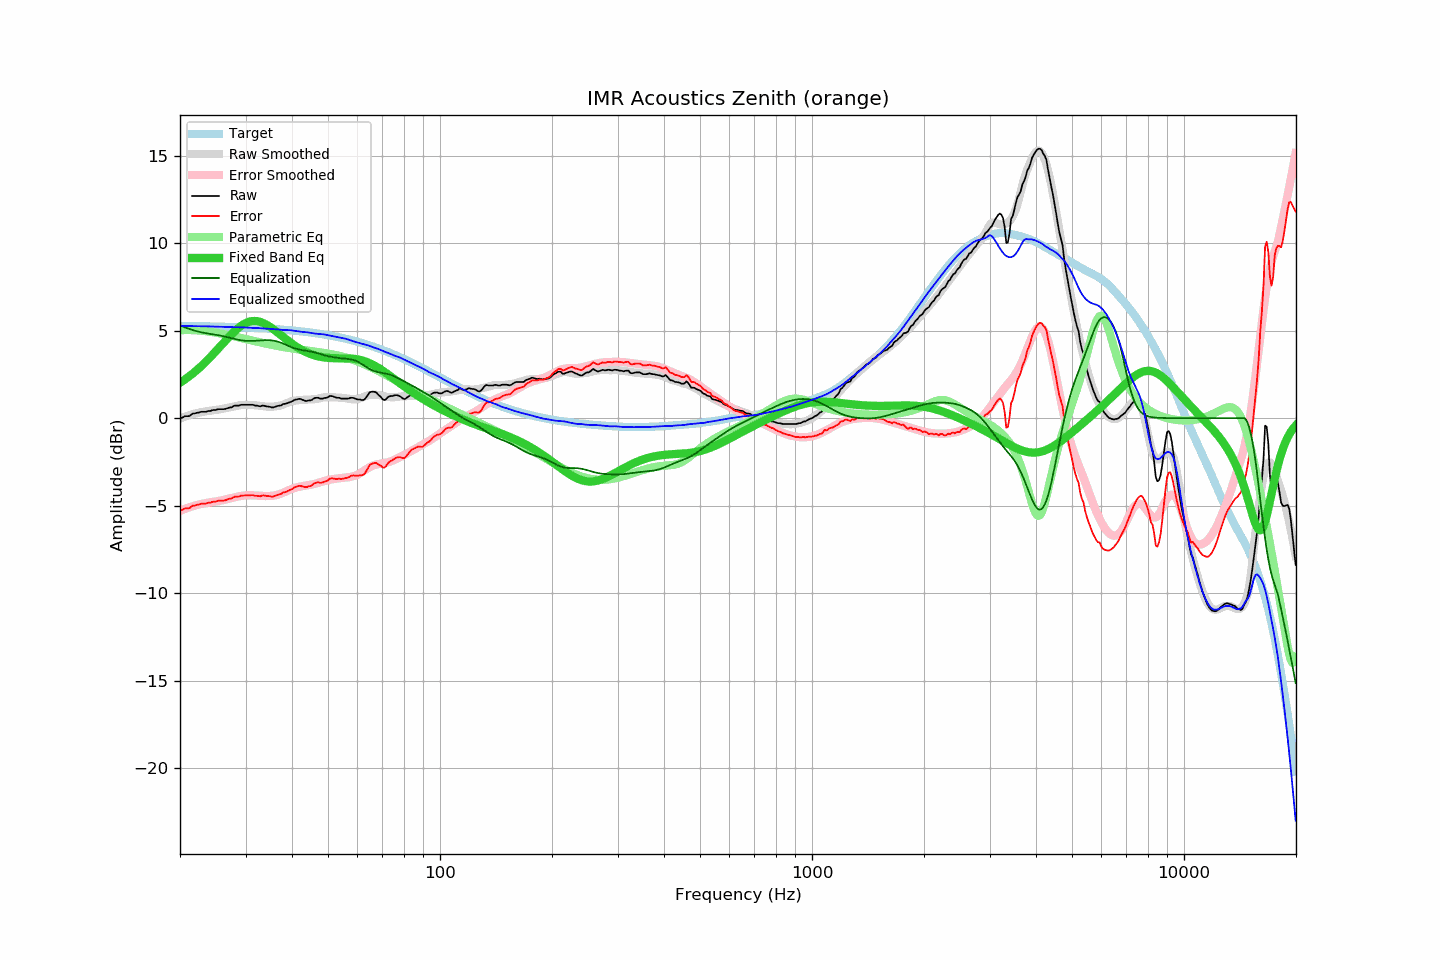 IMR Acoustics Zenith (orange)
Target
Raw Smoothed
Error Smoothed
Raw
Error
Parametric Eq
Fixed Band Eq
Equalization
Equalized smoothed
15
10
5
0
−5
−10
−15
−20
Amplitude (dBr)
100
1000
10000
Frequency (Hz)